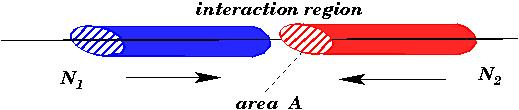 interaction region
N1
N2
area A